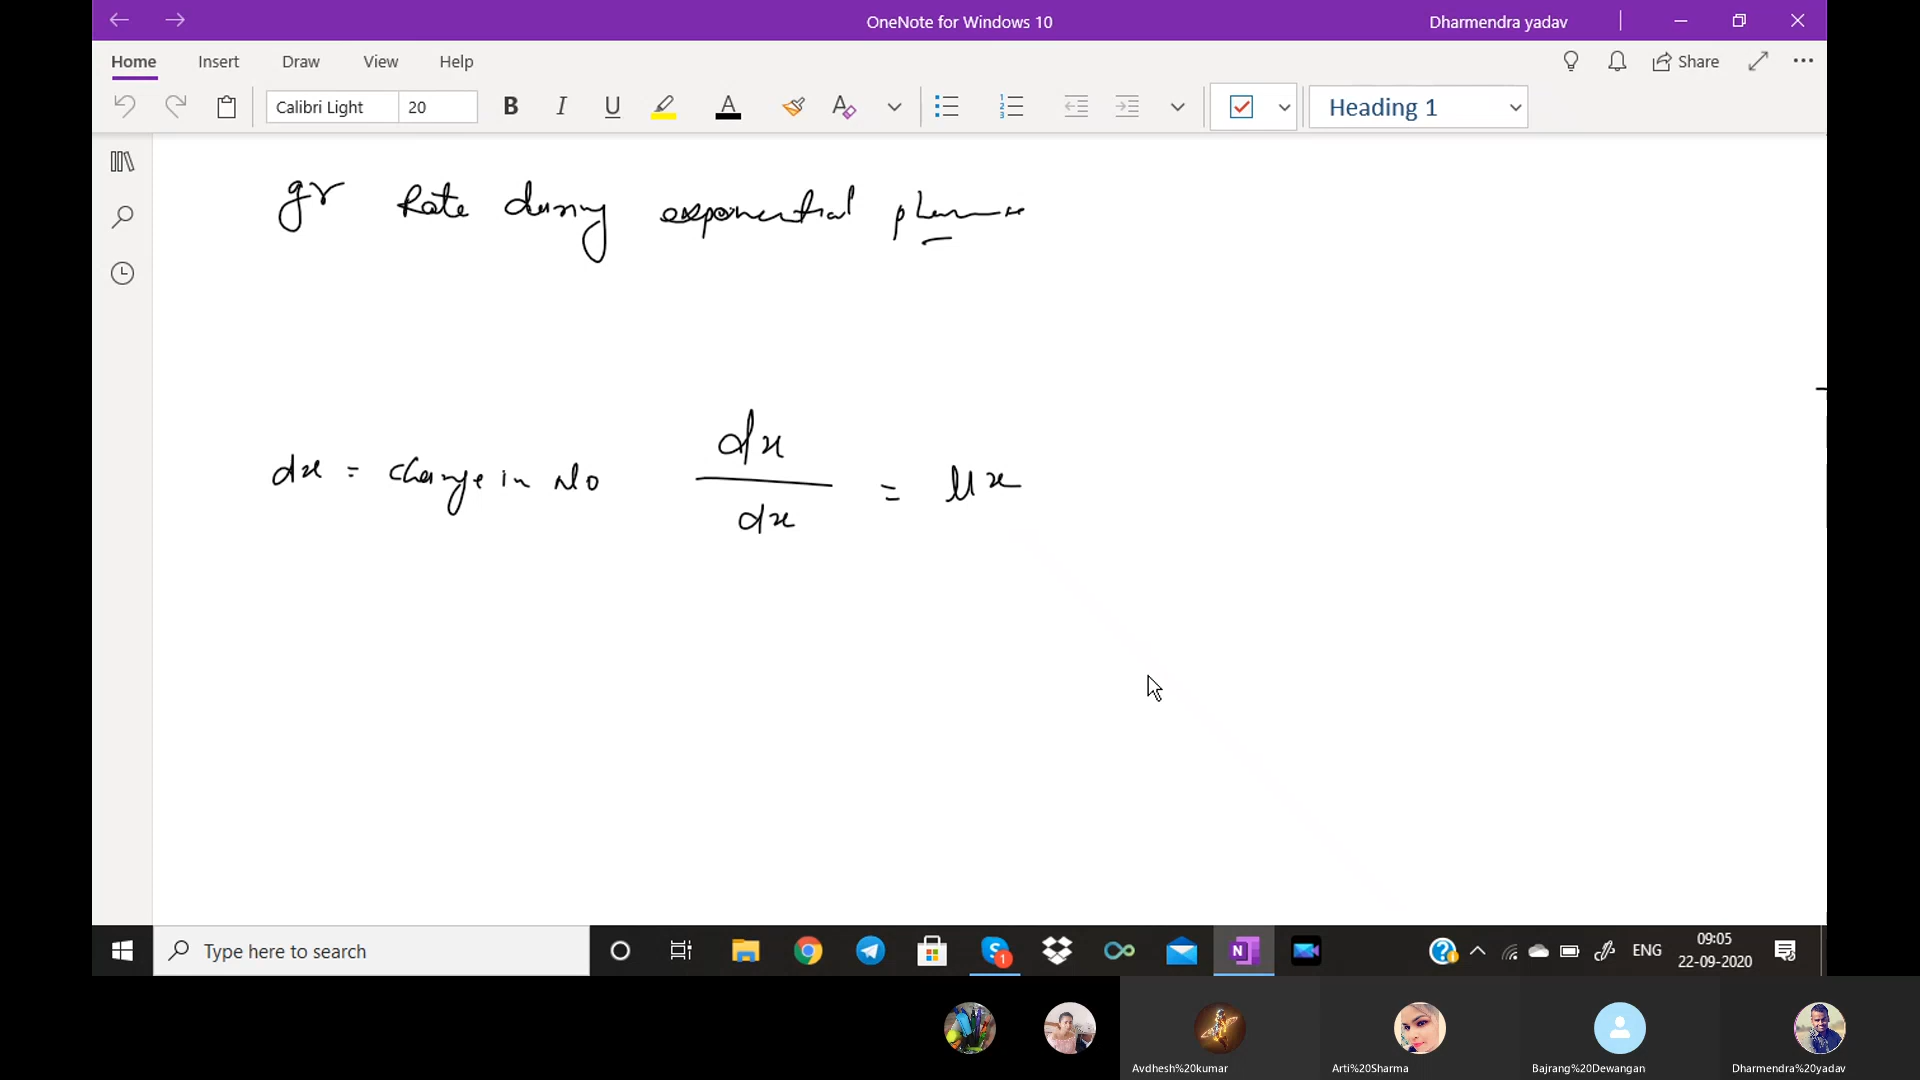 OneNote for Windows 10
Dharmendra yadav
Home Insert Draw View Help
Share
Calibri Light 20 B I U A A Heading 1
gr Rate during exponential phase
dx
dx = change in No = μx
dx
Type here to search
ENG
09:05
22-09-2020
Avdhesh%20kumar Arti%20Sharma Bajrang%20Dewangan Dharmendra%20yadav